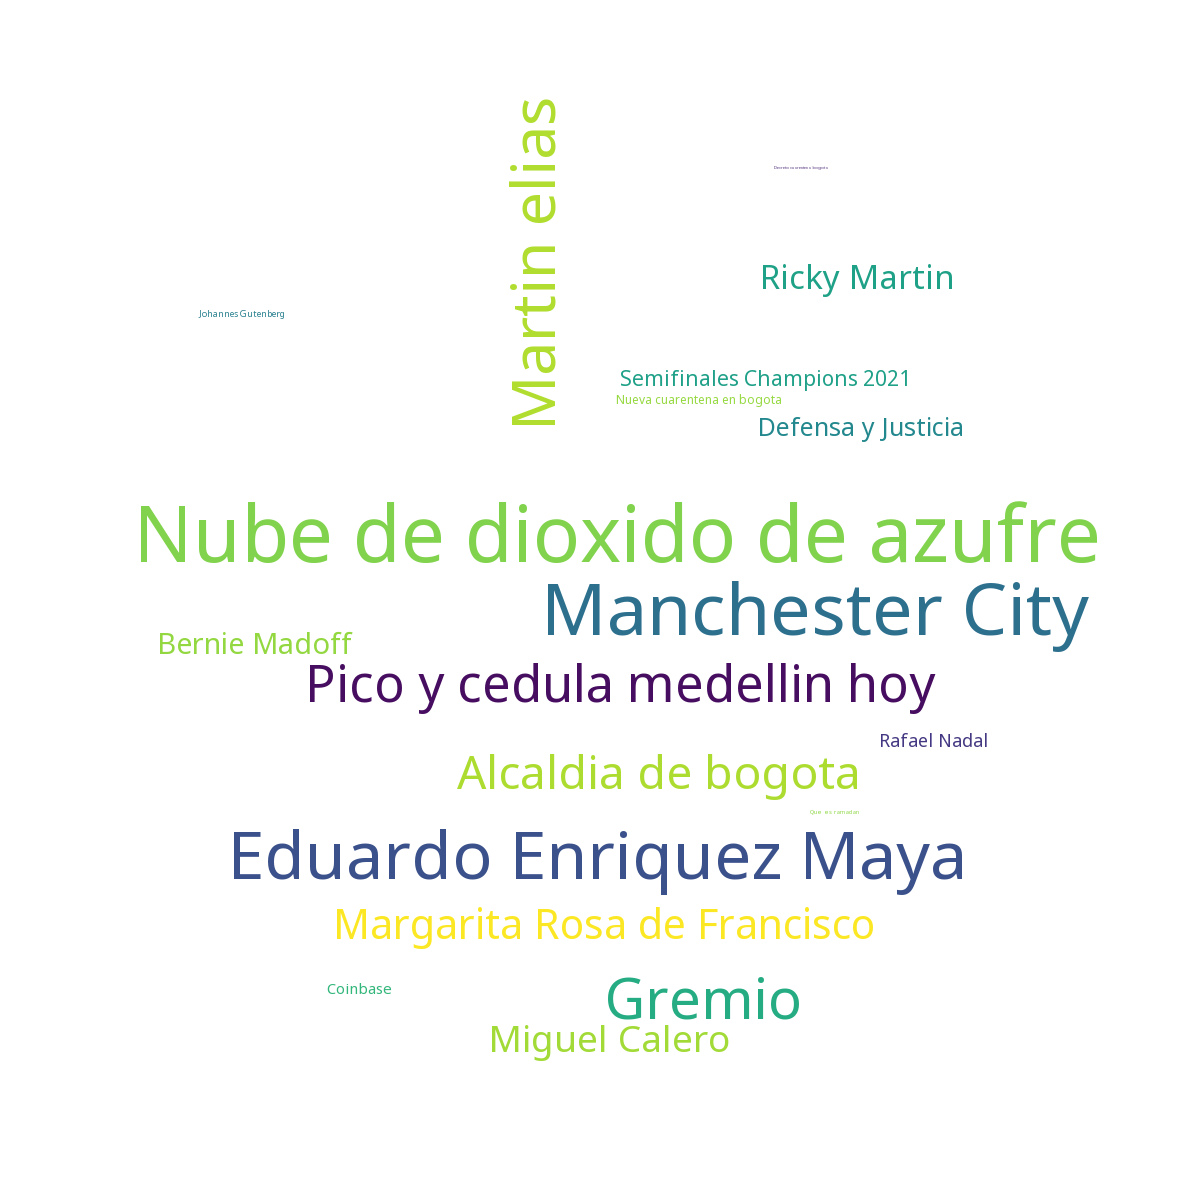 Martin elias
Decreto cuarentena bogota
Ricky Martin
Johannes Gutenberg
Semifinales Champions 2021
Nueva cuarentena en bogota
Defensa y Justicia
Nube de dioxido de azufre
Manchester City
Bernie Madoff
Pico y cedula medellin hoy
Rafael Nadal
Alcaldia de bogota
Que es ramadan
Eduardo Enriquez Maya
Margarita Rosa de Francisco
Coinbase
Gremio
Miguel Calero